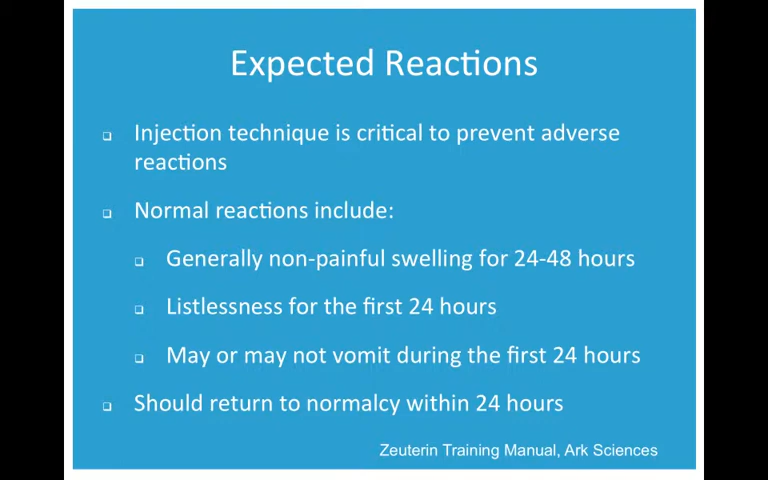 Expected Reactions
Injection technique is critical to prevent adverse
reactions
Normal reactions include:
Generally non-painful swelling for 24-48 hours
Listlessness for the first 24 hours
May or may not vomit during the first 24 hours
Should return to normalcy within 24 hours
Zeuterin Training Manual, Ark Sciences